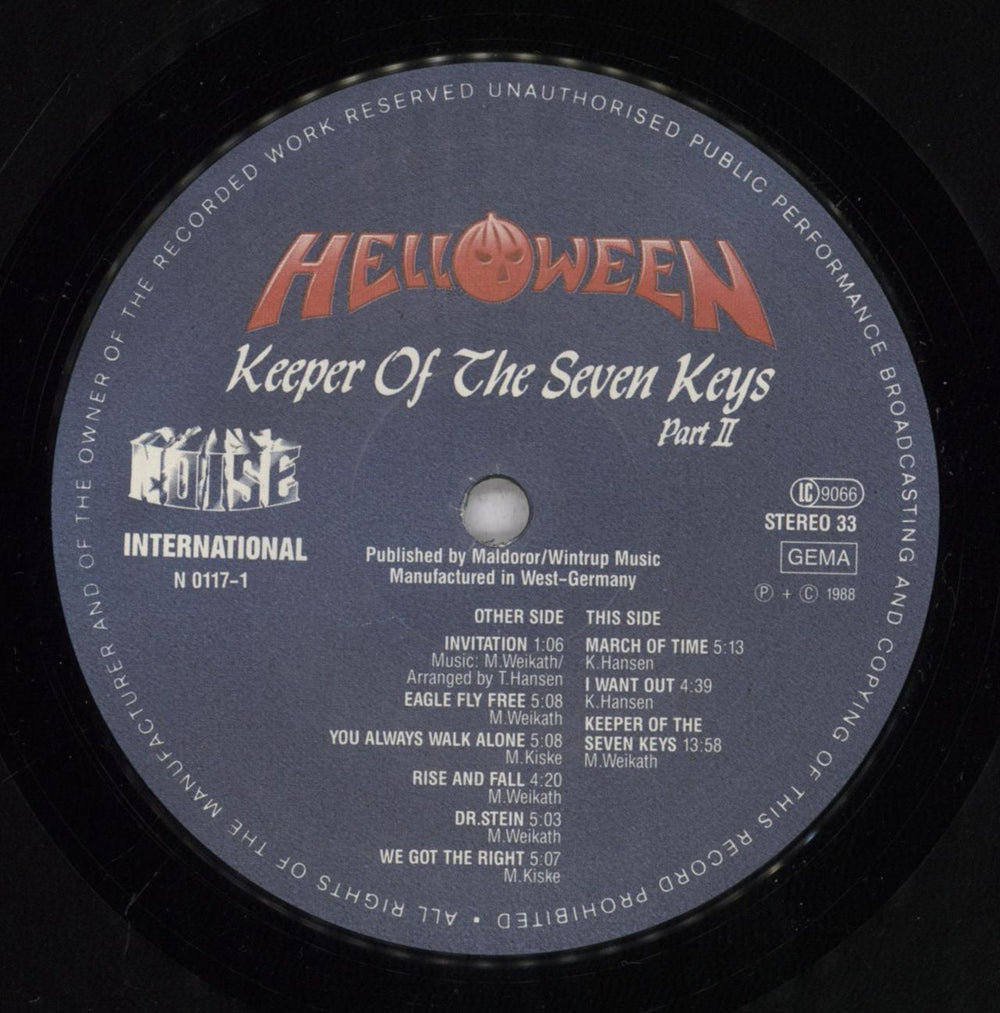 ALL RIGHTS OF THE MANUFACTURER AND OF THE OWNER OF THE RECORDED WORK RESERVED UNAUTHORISED PUBLIC PERFORMANCE BROADCASTING AND COPYING OF THIS RECORD PROHIBITED •
HELLOWEEN
Keeper Of The Seven Keys
Part II
NOISE
INTERNATIONAL
N 0117-1
LC 9066
STEREO 33
GEMA
Ⓟ + © 1988
Published by Maldoror/Wintrup Music
Manufactured in West-Germany
OTHER SIDE
INVITATION 1:06
Music: M.Weikath/
Arranged by T.Hansen
EAGLE FLY FREE 5:08
M.Weikath
YOU ALWAYS WALK ALONE 5:08
M.Kiske
RISE AND FALL 4:20
M.Weikath
DR.STEIN 5:03
M.Weikath
WE GOT THE RIGHT 5:07
M.Kiske
THIS SIDE
MARCH OF TIME 5:13
K.Hansen
I WANT OUT 4:39
K.Hansen
KEEPER OF THE
SEVEN KEYS 13:58
M.Weikath